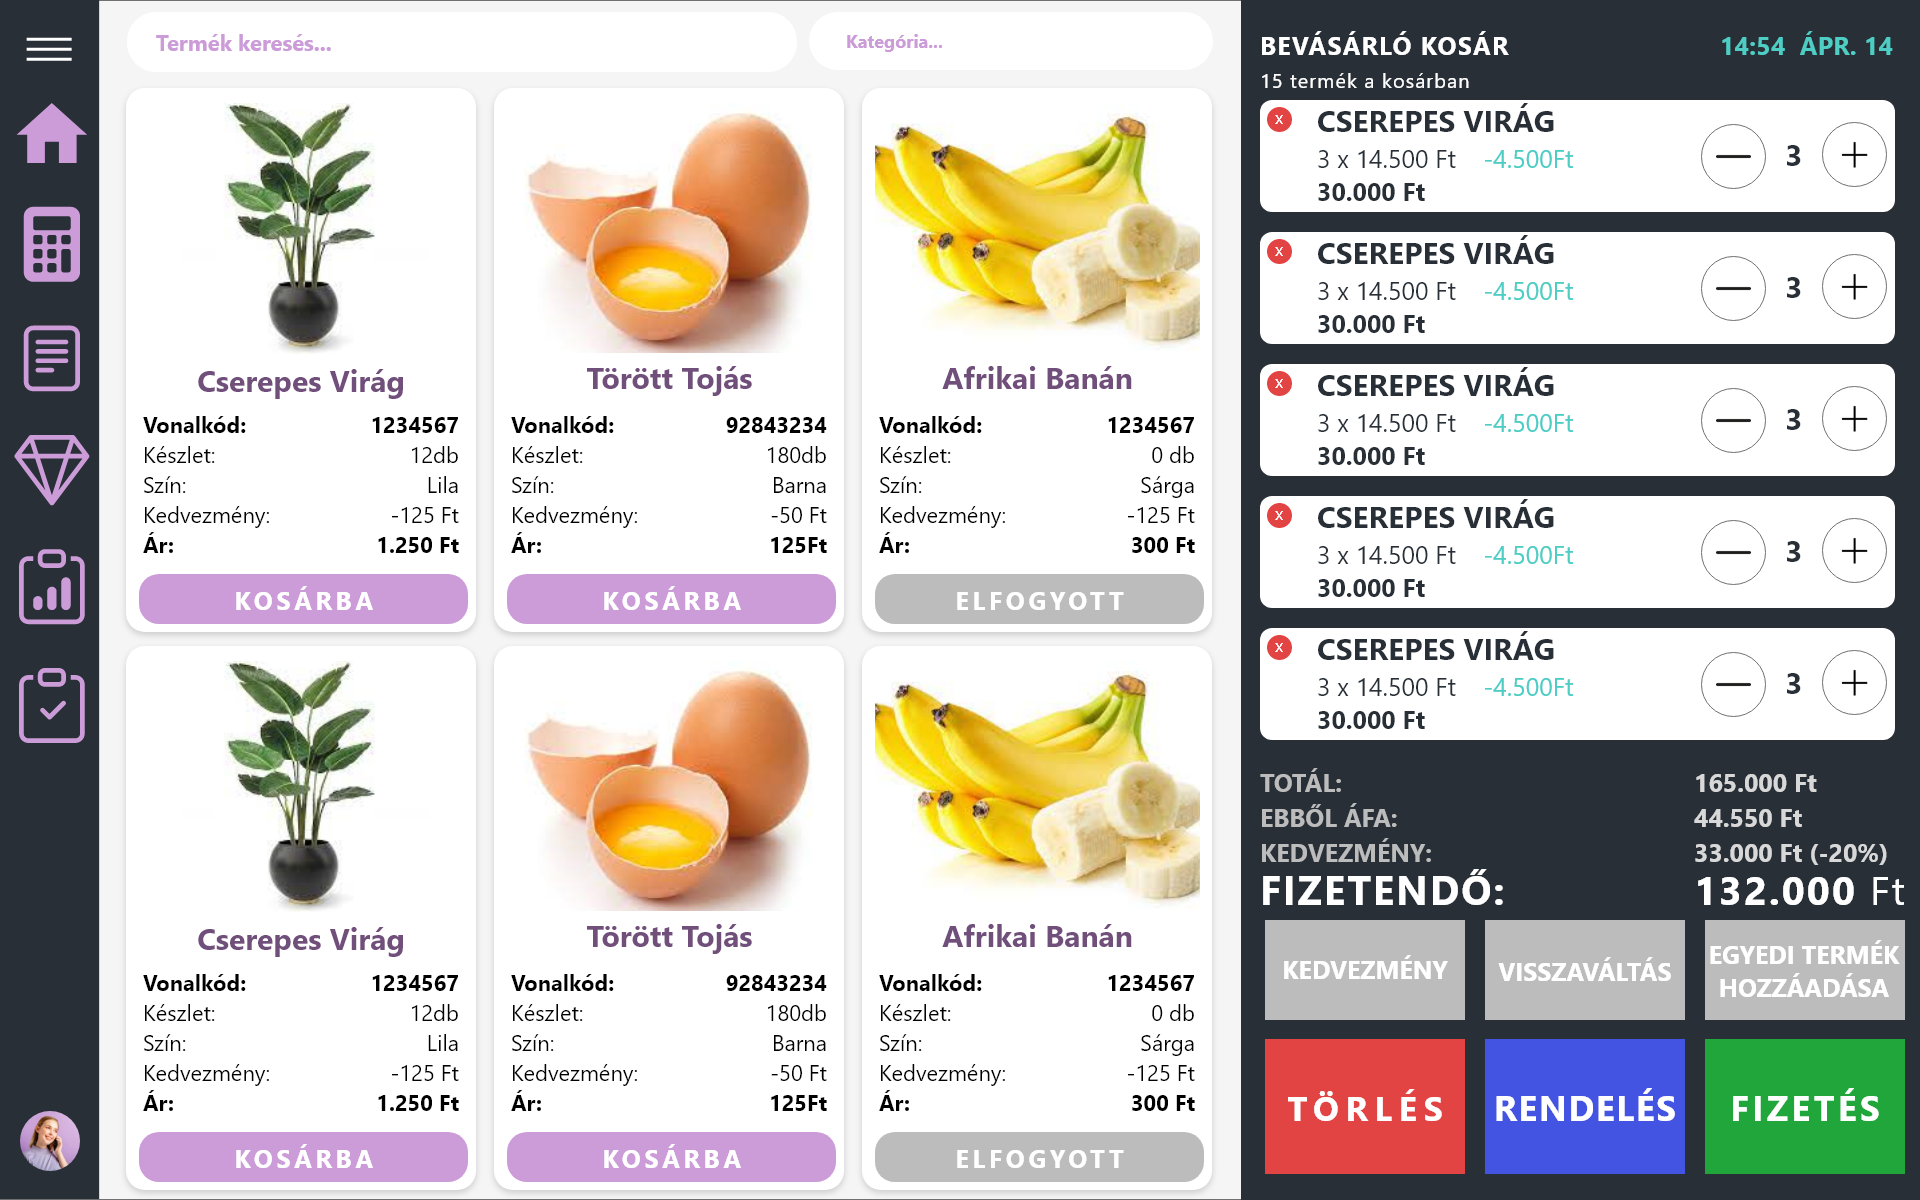 Termék keresés...
Kategória...
Cserepes Virág
Vonalkód: 1234567
Készlet: 12db
Szín: Lila
Kedvezmény: -125 Ft
Ár: 1.250 Ft
KOSÁRBA
Törött Tojás
Vonalkód: 92843234
Készlet: 180db
Szín: Barna
Kedvezmény: -50 Ft
Ár: 125Ft
KOSÁRBA
Afrikai Banán
Vonalkód: 1234567
Készlet: 0 db
Szín: Sárga
Kedvezmény: -125 Ft
Ár: 300 Ft
ELFOGYOTT
Cserepes Virág
Vonalkód: 1234567
Készlet: 12db
Szín: Lila
Kedvezmény: -125 Ft
Ár: 1.250 Ft
KOSÁRBA
Törött Tojás
Vonalkód: 92843234
Készlet: 180db
Szín: Barna
Kedvezmény: -50 Ft
Ár: 125Ft
KOSÁRBA
Afrikai Banán
Vonalkód: 1234567
Készlet: 0 db
Szín: Sárga
Kedvezmény: -125 Ft
Ár: 300 Ft
ELFOGYOTT
BEVÁSÁRLÓ KOSÁR 14:54 ÁPR. 14
15 termék a kosárban
x CSEREPES VIRÁG
3 x 14.500 Ft -4.500Ft — 3 +
30.000 Ft
x CSEREPES VIRÁG
3 x 14.500 Ft -4.500Ft — 3 +
30.000 Ft
x CSEREPES VIRÁG
3 x 14.500 Ft -4.500Ft — 3 +
30.000 Ft
x CSEREPES VIRÁG
3 x 14.500 Ft -4.500Ft — 3 +
30.000 Ft
x CSEREPES VIRÁG
3 x 14.500 Ft -4.500Ft — 3 +
30.000 Ft
TOTÁL: 165.000 Ft
EBBŐL ÁFA: 44.550 Ft
KEDVEZMÉNY: 33.000 Ft (-20%)
FIZETENDŐ: 132.000 Ft
KEDVEZMÉNY
VISSZAVÁLTÁS
EGYEDI TERMÉK
HOZZÁADÁSA
TÖRLÉS
RENDELÉS
FIZETÉS